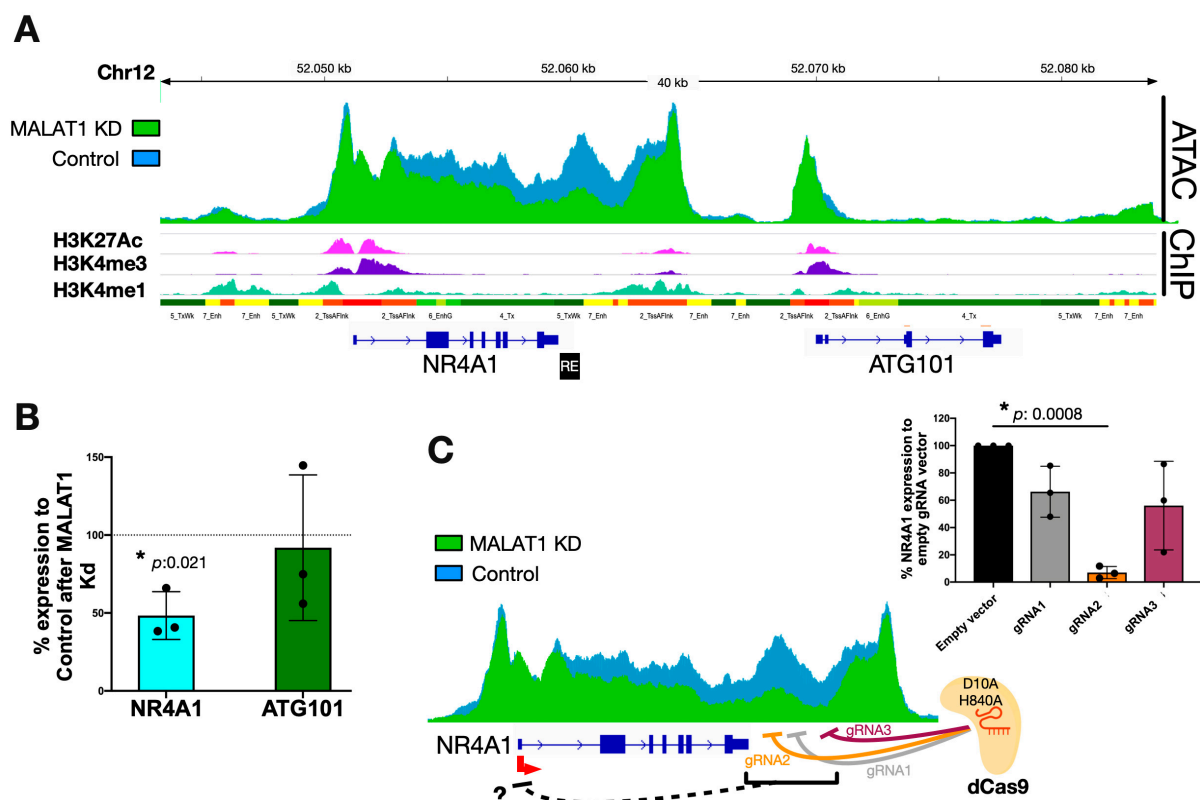 A
Chr12
52.050 kb
52.060 kb
40 kb
52.070 kb
52.080 kb
MALAT1 KD
Control
ATAC
H3K27Ac
H3K4me3
H3K4me1
ChIP
5_TxWk 7_Enh 7_Enh 5_TxWk 2_TssAFlnk 2_TssAFlnk 6_EnhG 4_Tx 5_TxWk 7_Enh 2_TssAFlnk 7_Enh 7_Enh 2_TssAFlnk 2_TssAFlnk 6_EnhG 4_Tx 5_TxWk 7_Enh 7_Enh
NR4A1
RE
ATG101
B
% expression to
Control after MALAT1
Kd
150
100
50
0
* p:0.021
NR4A1
ATG101
C
MALAT1 KD
Control
% NR4A1 expression to
empty gRNA vector
120
100
80
60
40
20
0
* p: 0.0008
Empty vector
gRNA1
gRNA2
gRNA3
D10A
H840A
NR4A1
gRNA3
gRNA2
gRNA1
dCas9
?